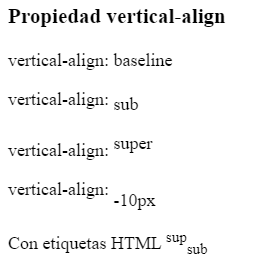 Propiedad vertical-align
vertical-align: baseline
vertical-align: sub
vertical-align: super
vertical-align: -10px
Con etiquetas HTML sup sub